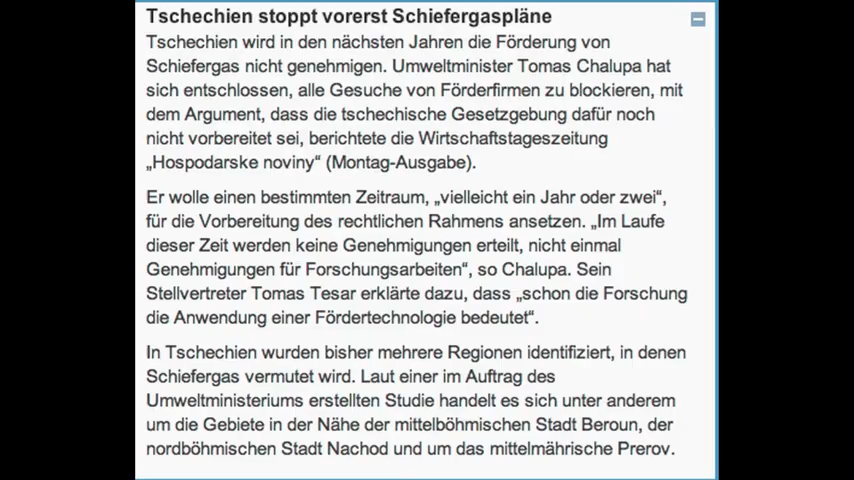 Tschechien stoppt vorerst Schiefergaspläne
Tschechien wird in den nächsten Jahren die Förderung von
Schiefergas nicht genehmigen. Umweltminister Tomas Chalupa hat
sich entschlossen, alle Gesuche von Förderfirmen zu blockieren, mit
dem Argument, dass die tschechische Gesetzgebung dafür noch
nicht vorbereitet sei, berichtete die Wirtschaftstageszeitung
„Hospodarske noviny“ (Montag-Ausgabe).
Er wolle einen bestimmten Zeitraum, „vielleicht ein Jahr oder zwei“,
für die Vorbereitung des rechtlichen Rahmens ansetzen. „Im Laufe
dieser Zeit werden keine Genehmigungen erteilt, nicht einmal
Genehmigungen für Forschungsarbeiten“, so Chalupa. Sein
Stellvertreter Tomas Tesar erklärte dazu, dass „schon die Forschung
die Anwendung einer Fördertechnologie bedeutet“.
In Tschechien wurden bisher mehrere Regionen identifiziert, in denen
Schiefergas vermutet wird. Laut einer im Auftrag des
Umweltministeriums erstellten Studie handelt es sich unter anderem
um die Gebiete in der Nähe der mittelböhmischen Stadt Beroun, der
nordböhmischen Stadt Nachod und um das mittelmährische Prerov.